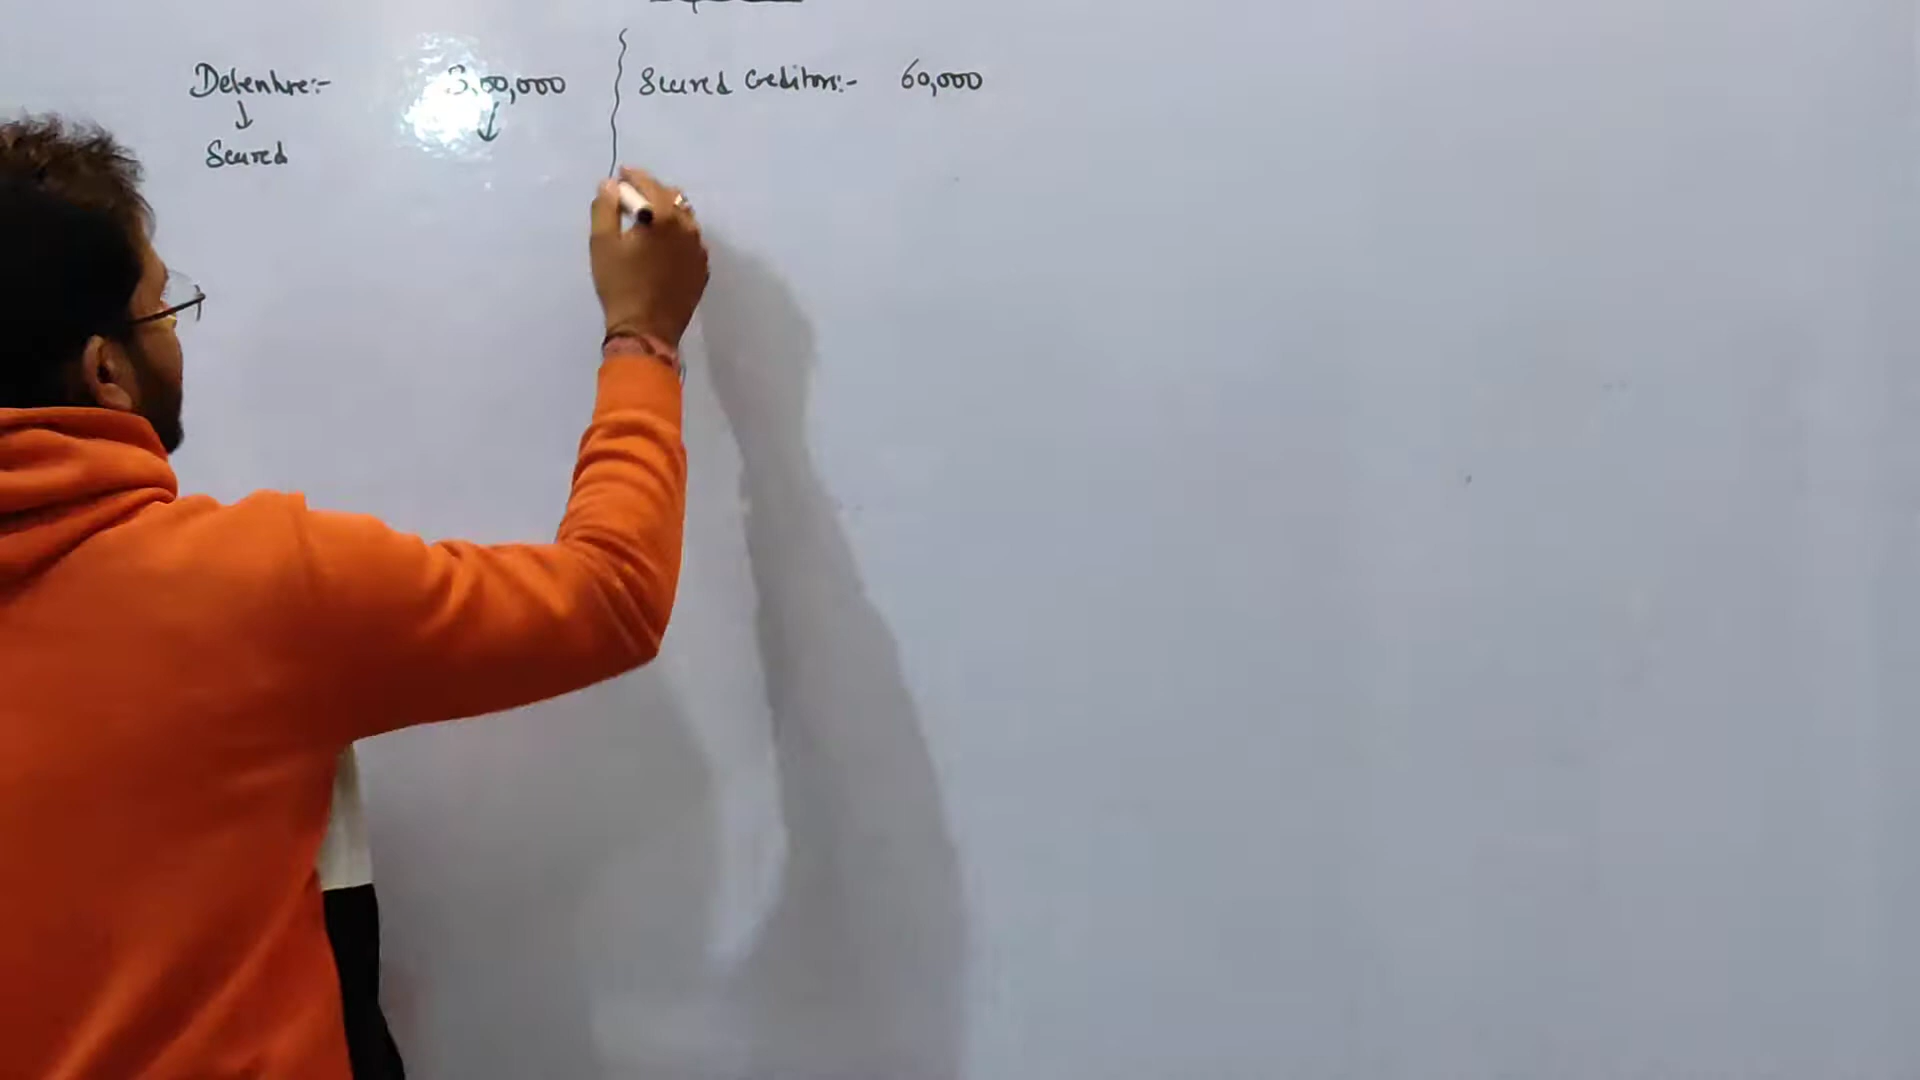 Debenture:- 3,00,000 Secured Creditors:- 60,000
↓ ↓
Secured